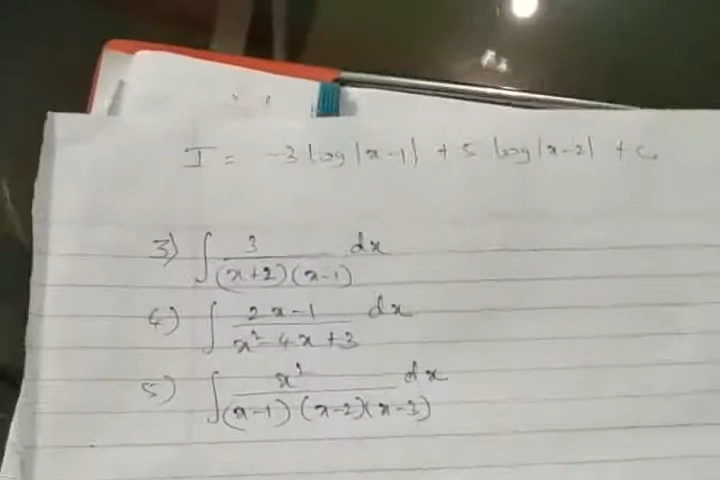 I = -3 log |x-1| + 5 log |x-2| + c
3) ∫ 3 / (x+2)(x-1) dx
4) ∫ 2x-1 / x² - 4x + 3 dx
5) ∫ x² / (x-1) (x-2)(x-3) dx